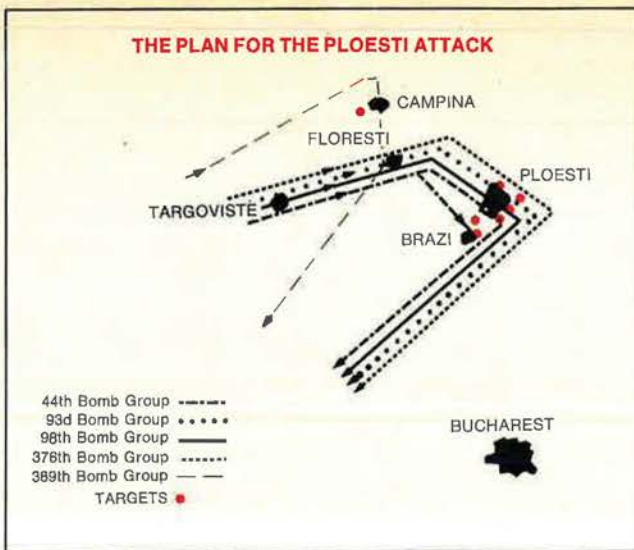 THE PLAN FOR THE PLOESTI ATTACK
CAMPINA
FLORESTI
PLOESTI
TARGOVISTE
BRAZI
BUCHAREST
44th Bomb Group
93d Bomb Group
98th Bomb Group
376th Bomb Group
389th Bomb Group
TARGETS